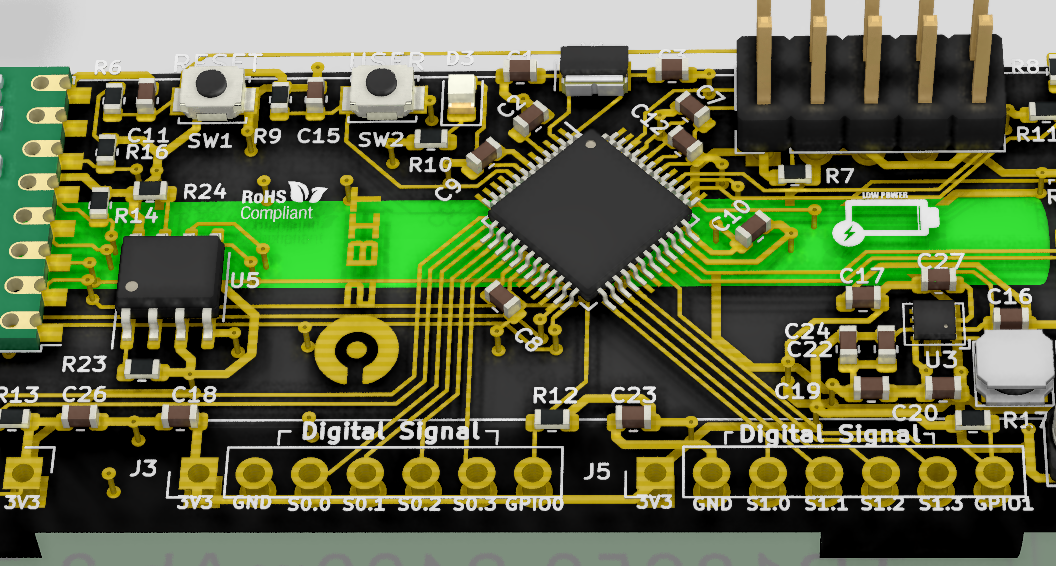 R6
RESET
USER
D3
C1
C3
R8
C11
SW1
R9
C15
SW2
C2
C7
C12
R11
R16
R10
C9
R7
R24
RoHS
Compliant
LOW POWER
R14
C10
U5
C27
C17
C16
C8
C24
C22
U3
R23
C19
R13
C26
C18
R12
C23
C20
R17
Digital Signal
Digital Signal
J3
J5
3V3
3V3
GND
S0.0
S0.1
S0.2
S0.3
GPIO0
3V3
GND
S1.0
S1.1
S1.2
S1.3
GPIO1